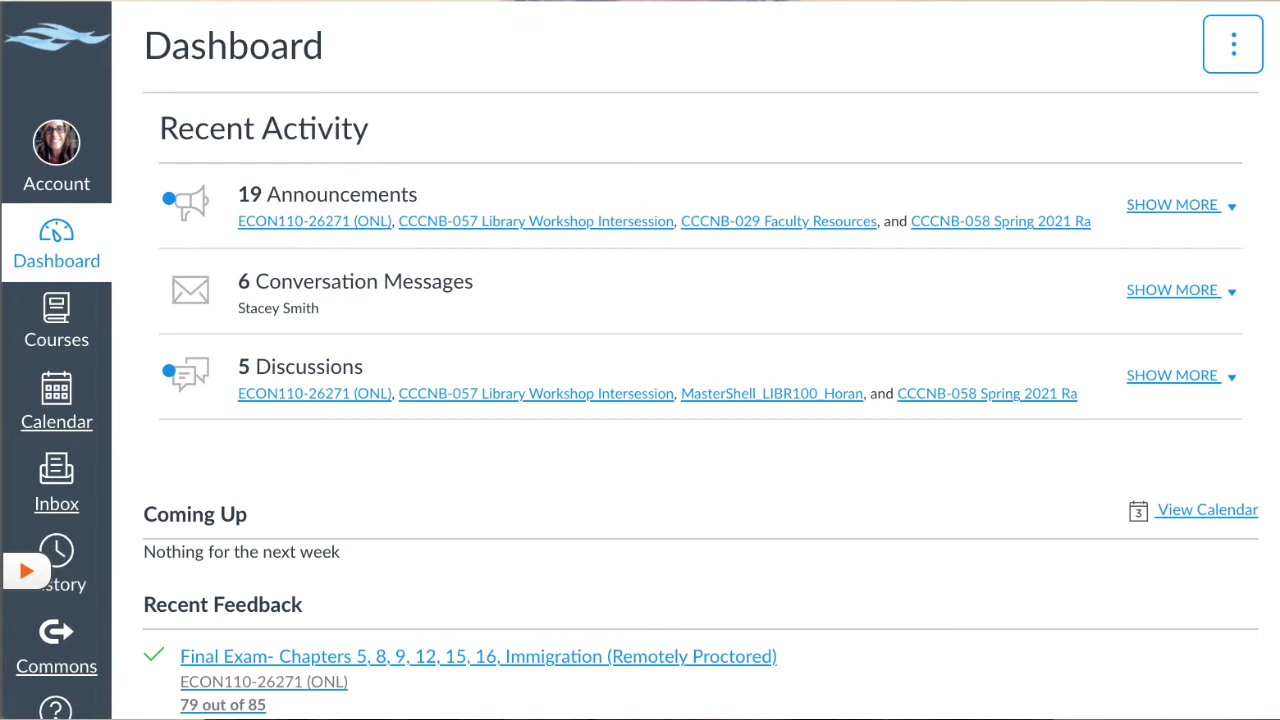 Dashboard
Recent Activity
Account
19 Announcements
SHOW MORE
ECON110-26271 (ONL), CCCNB-057 Library Workshop Intersession, CCCNB-029 Faculty Resources, and CCCNB-058 Spring 2021 Ra
Dashboard
6 Conversation Messages
SHOW MORE
Stacey Smith
Courses
5 Discussions
SHOW MORE
ECON110-26271 (ONL), CCCNB-057 Library Workshop Intersession, MasterShell_LIBR100_Horan, and CCCNB-058 Spring 2021 Ra
Calendar
Inbox
Coming Up
3 View Calendar
Nothing for the next week
story
Recent Feedback
Final Exam- Chapters 5, 8, 9, 12, 15, 16, Immigration (Remotely Proctored)
Commons
ECON110-26271 (ONL)
79 out of 85
?